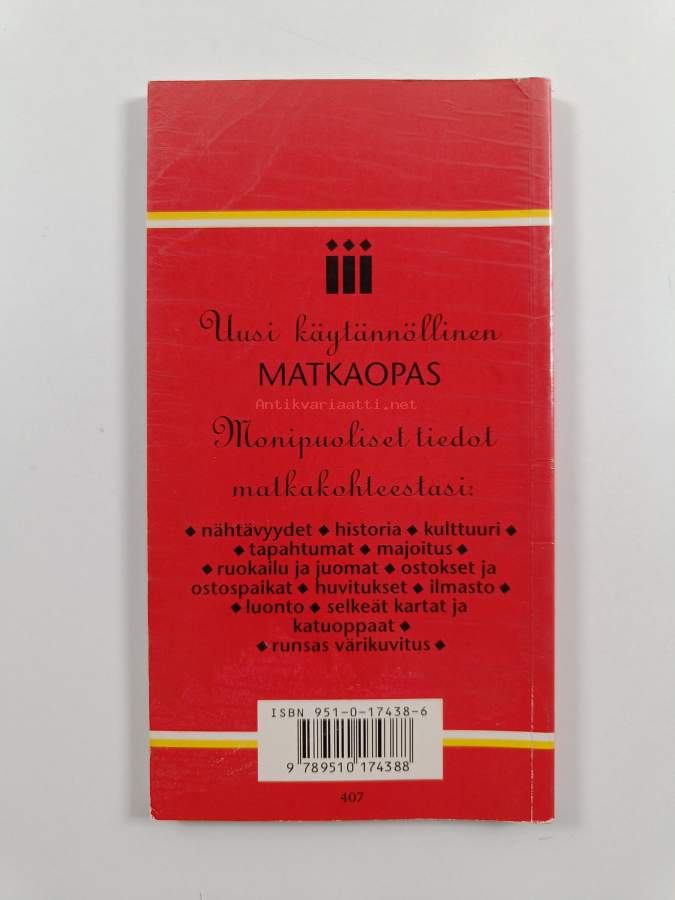 iii
Uusi käytännöllinen
MATKAOPAS
Antikvariaatti.net
Monipuoliset tiedot
matkakohteestasi:
◆ nähtävyydet ◆ historia ◆ kulttuuri ◆
◆ tapahtumat ◆ majoitus ◆
◆ ruokailu ja juomat ◆ ostokset ja
ostospaikat ◆ huvitukset ◆ ilmasto ◆
◆ luonto ◆ selkeät kartat ja
katuoppaat ◆
◆ runsas värikuvitus ◆
ISBN 951-0-17438-6
9 789510 174388
407